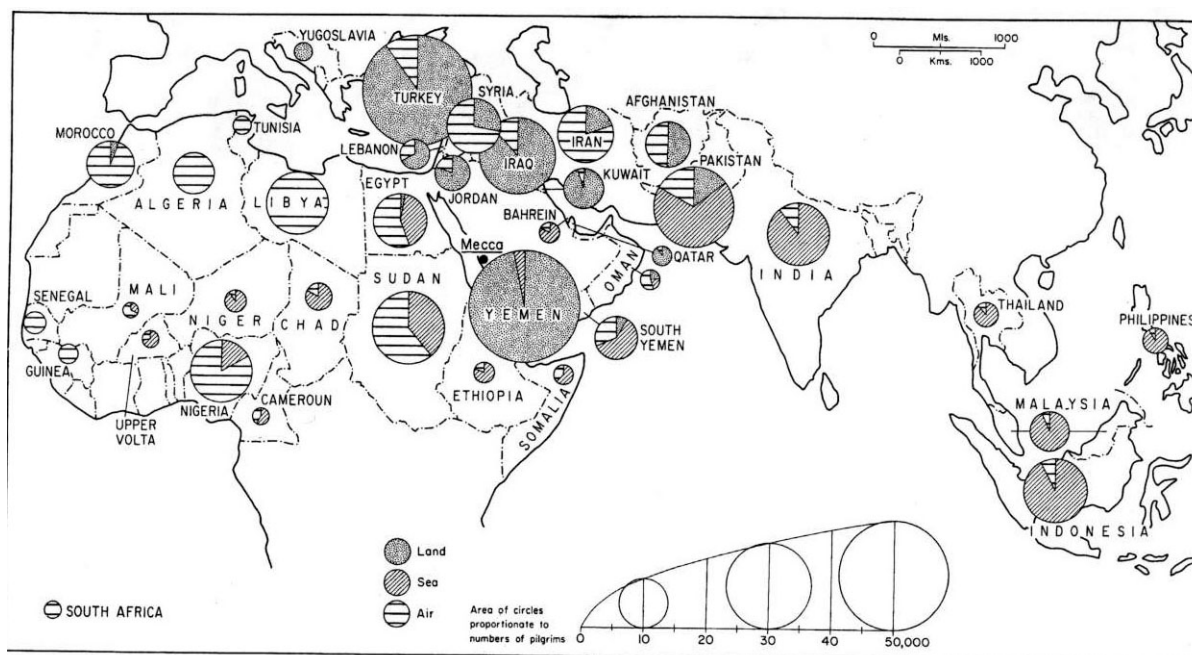 YUGOSLAVIA
Mls.
0 1000
0 1000
Kms.
TURKEY
SYRIA
AFGHANISTAN
TUNISIA
MOROCCO
LEBANON
IRAQ
IRAN
PAKISTAN
KUWAIT
EGYPT
JORDAN
ALGERIA
LIBYA
BAHREIN
Mecca
QATAR
INDIA
OMAN
SUDAN
MALI
SENEGAL
NIGER
CHAD
YEMEN
THAILAND
PHILIPPINES
SOUTH
YEMEN
GUINEA
ETHIOPIA
NIGERIA
CAMEROUN
SOMALIA
MALAYSIA
UPPER
VOLTA
INDONESIA
Land
Sea
Air
SOUTH AFRICA
Area of circles
proportionate to
numbers of pilgrims
0 10 20 30 40 50,000